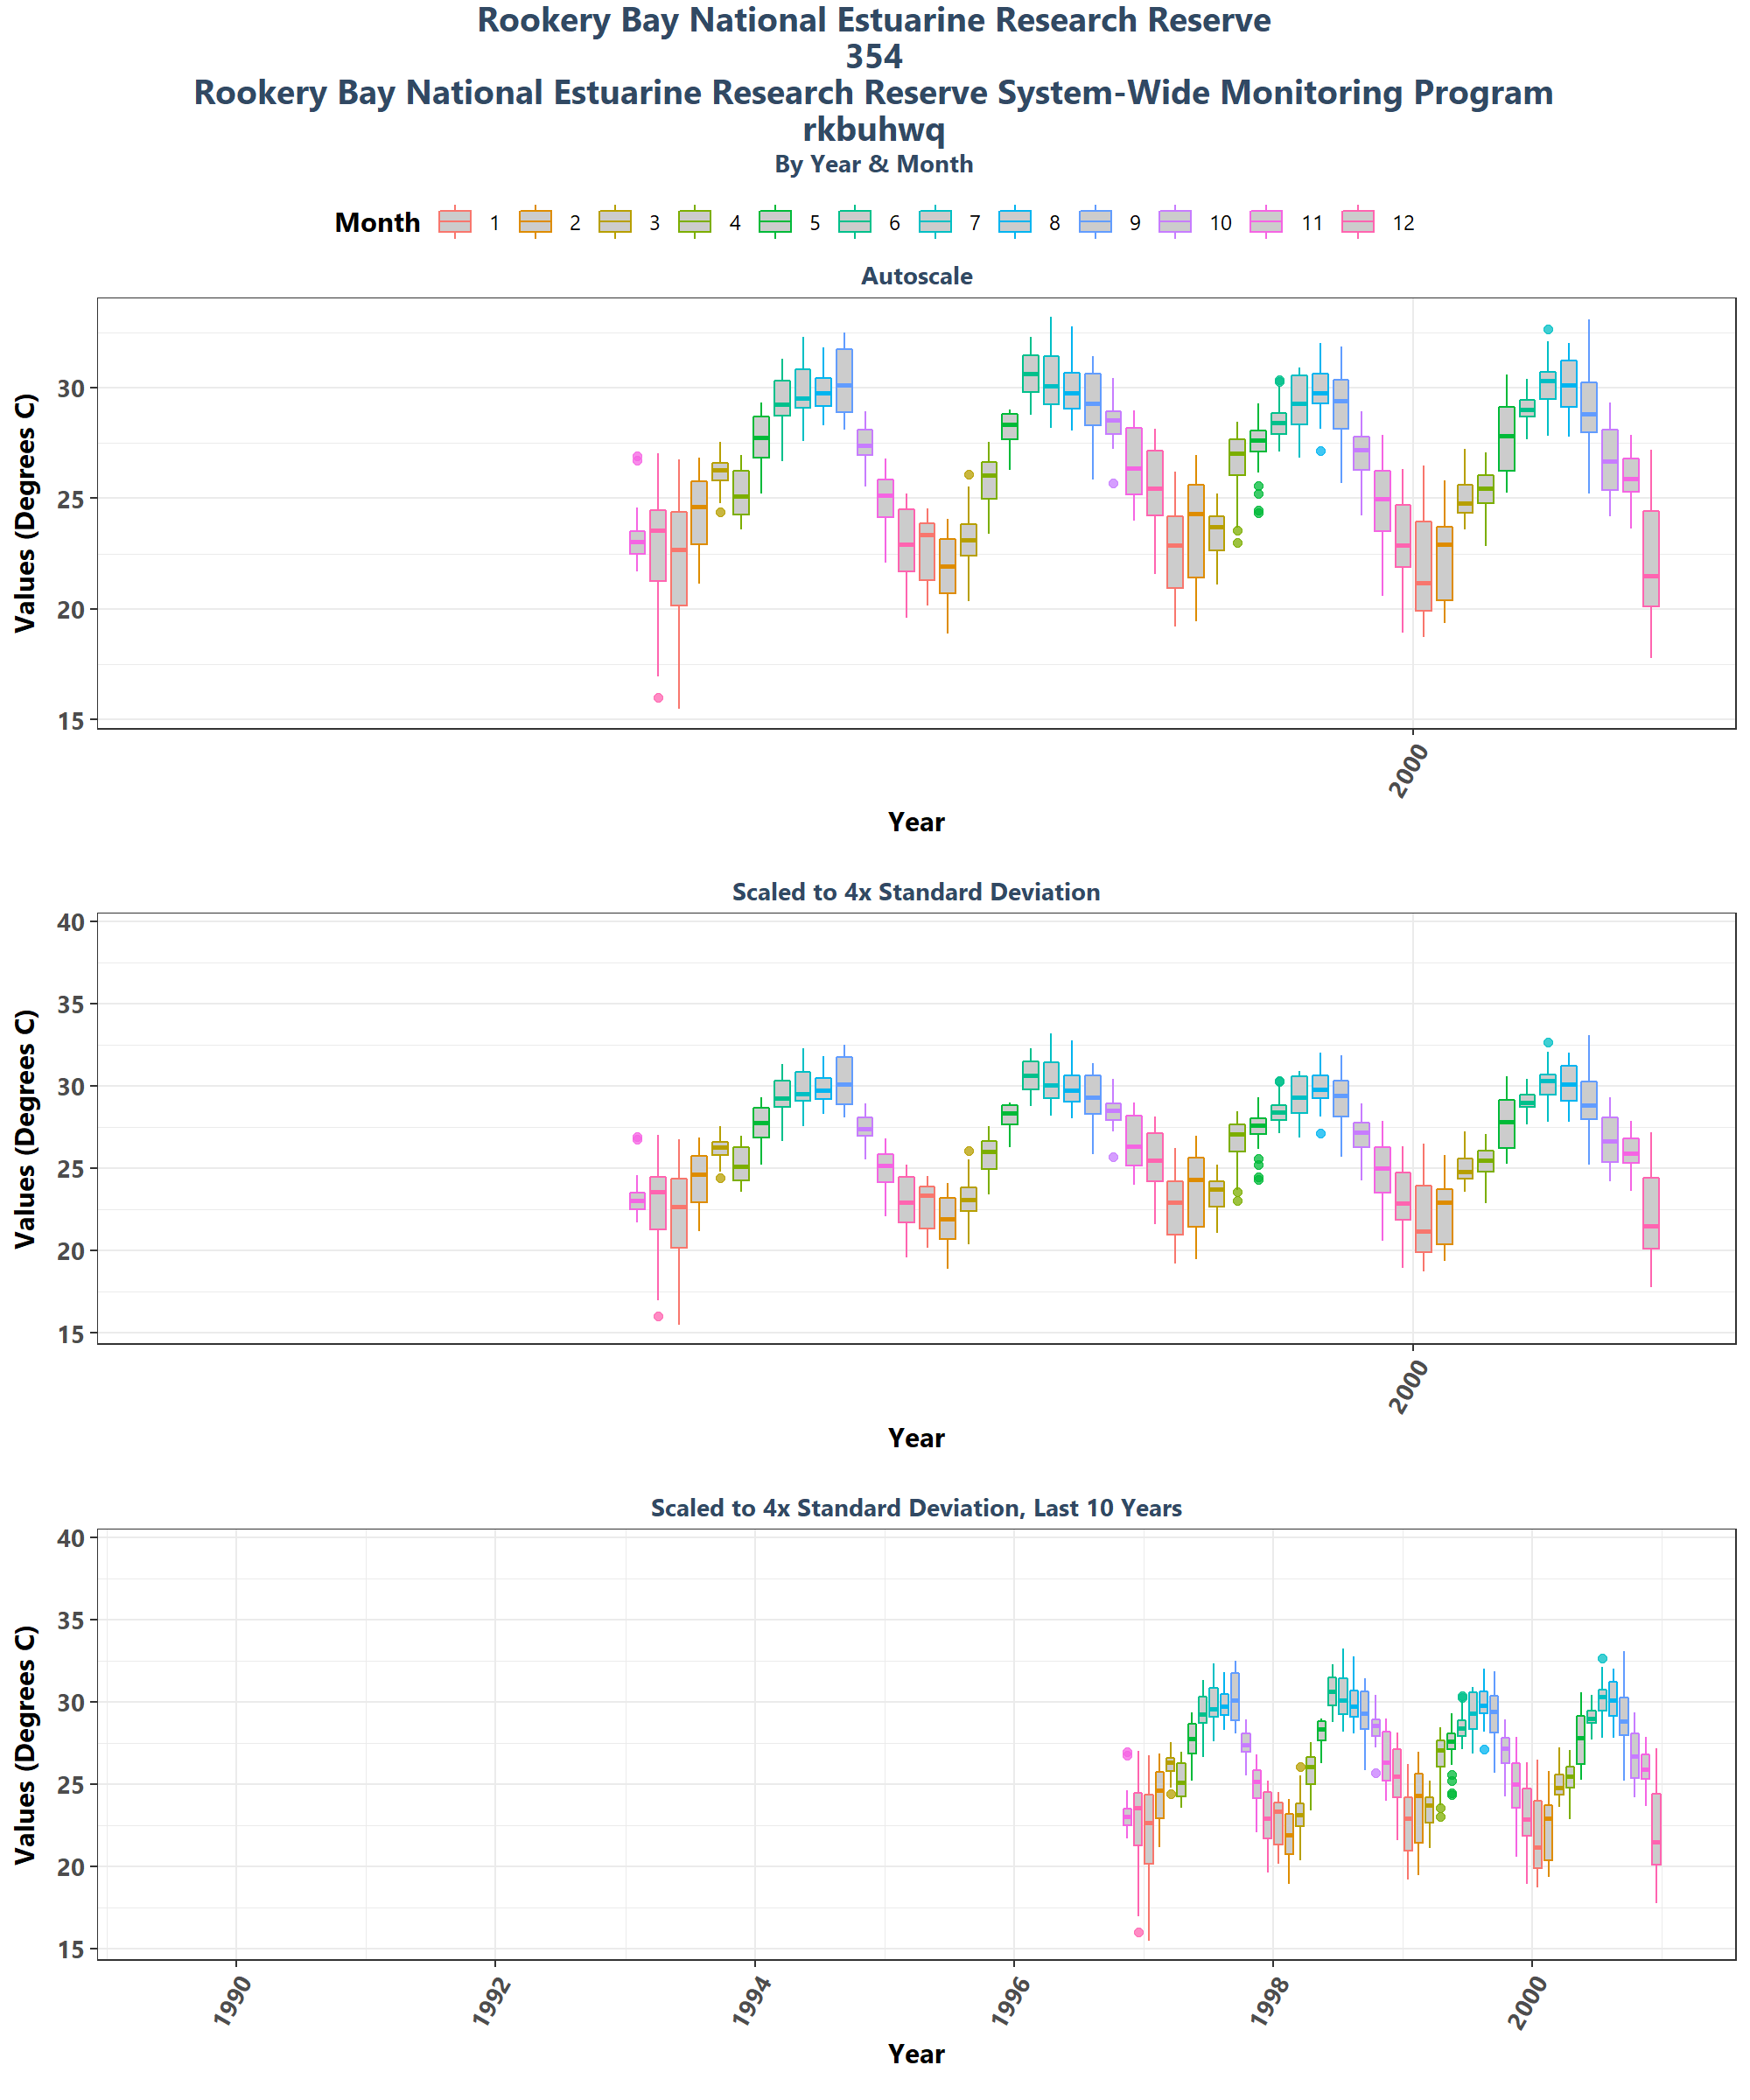 Rookery Bay National Estuarine Research Reserve
354
Rookery Bay National Estuarine Research Reserve System-Wide Monitoring Program
rkbuhwq
By Year & Month
Month 1 2 3 4 5 6 7 8 9 10 11 12
Autoscale
Values (Degrees C)
30
25
20
15
2000
Year
Scaled to 4x Standard Deviation
Values (Degrees C)
40
35
30
25
20
15
2000
Year
Scaled to 4x Standard Deviation, Last 10 Years
Values (Degrees C)
40
35
30
25
20
15
1990 1992 1994 1996 1998 2000
Year